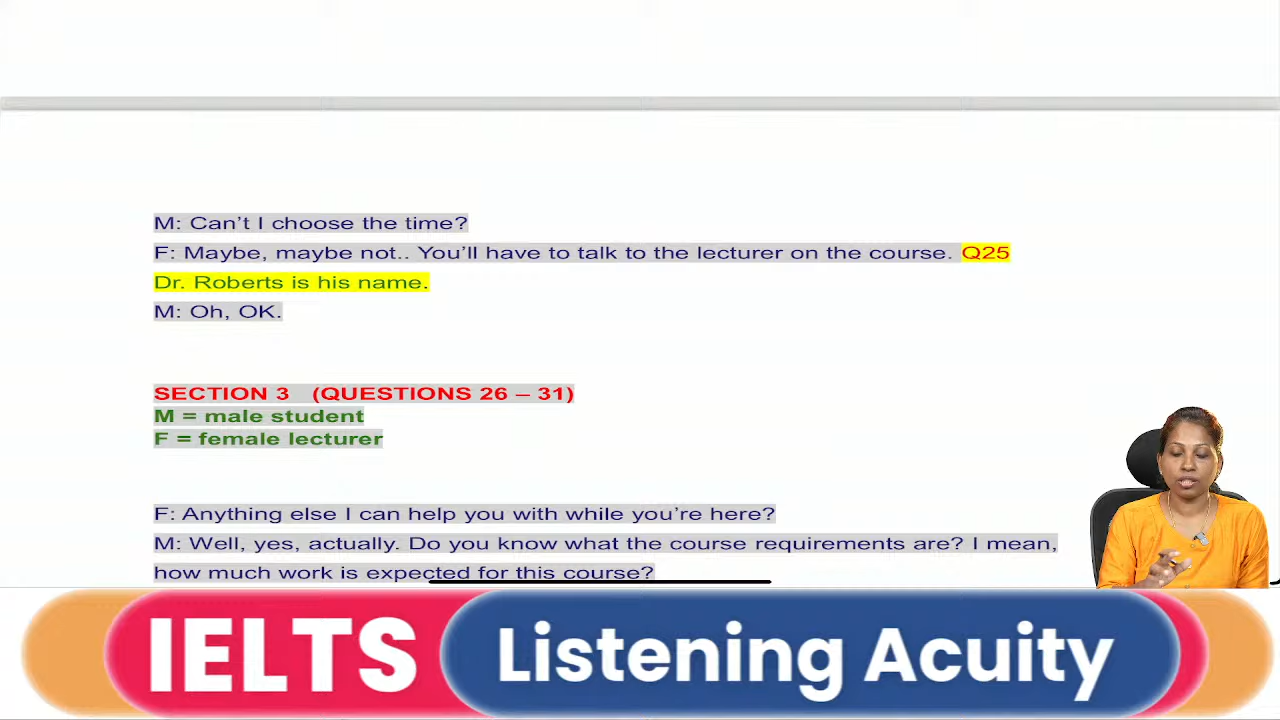 M: Can't I choose the time?
F: Maybe, maybe not.. You'll have to talk to the lecturer on the course. Q25
Dr. Roberts is his name.
M: Oh, OK.
SECTION 3 (QUESTIONS 26 – 31)
M = male student
F = female lecturer
F: Anything else I can help you with while you're here?
M: Well, yes, actually. Do you know what the course requirements are? I mean,
how much work is expected for this course?
IELTS Listening Acuity